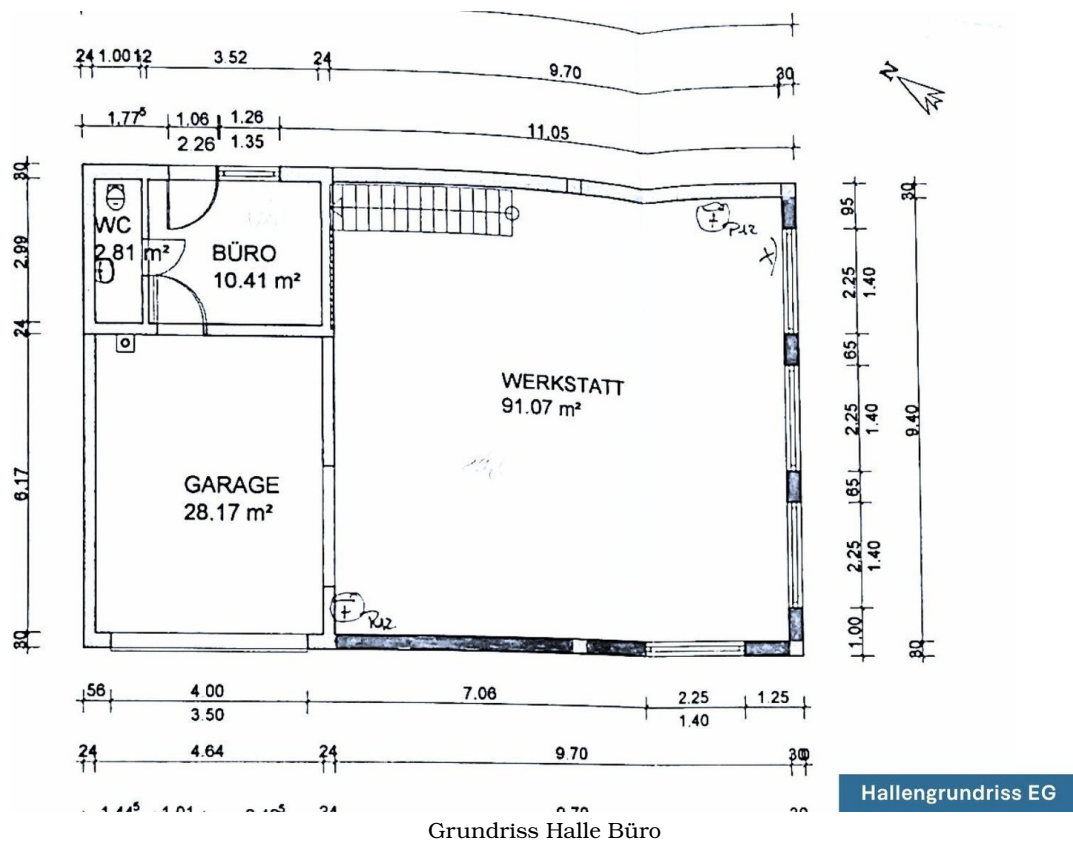 24 1.00 12 3.52 24 9.70 30
N
1.77⁵ 1.06 1.26 11.05
2.26 1.35
30
2.99
24
6.17
30
WC
2.81 m²
BÜRO
10.41 m²
P12
X
WERKSTATT
91.07 m²
GARAGE
28.17 m²
95
2.25
1.40
65
2.25
1.40
65
2.25
1.40
1.00
30
9.40
30
56 4.00 7.06 2.25 1.25
3.50 1.40
24 4.64 24 9.70 30
Hallengrundriss EG
Grundriss Halle Büro